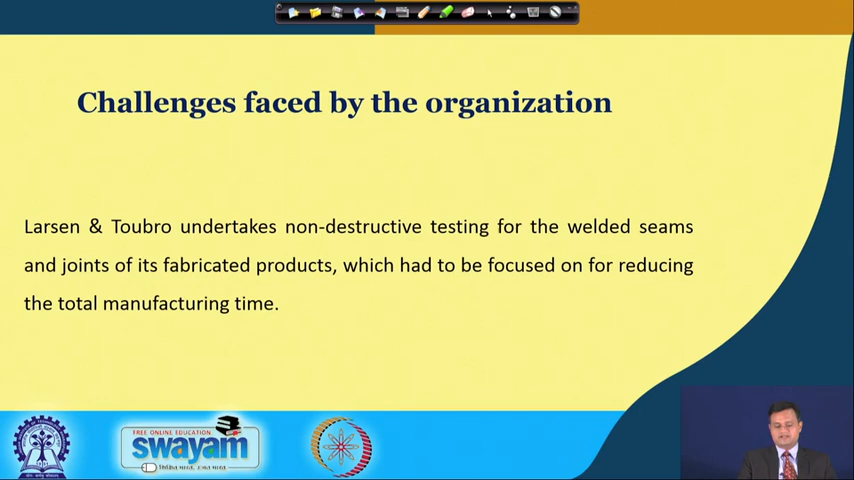 Challenges faced by the organization
Larsen & Toubro undertakes non-destructive testing for the welded seams
and joints of its fabricated products, which had to be focused on for reducing
the total manufacturing time.
FREE ONLINE EDUCATION
swayam